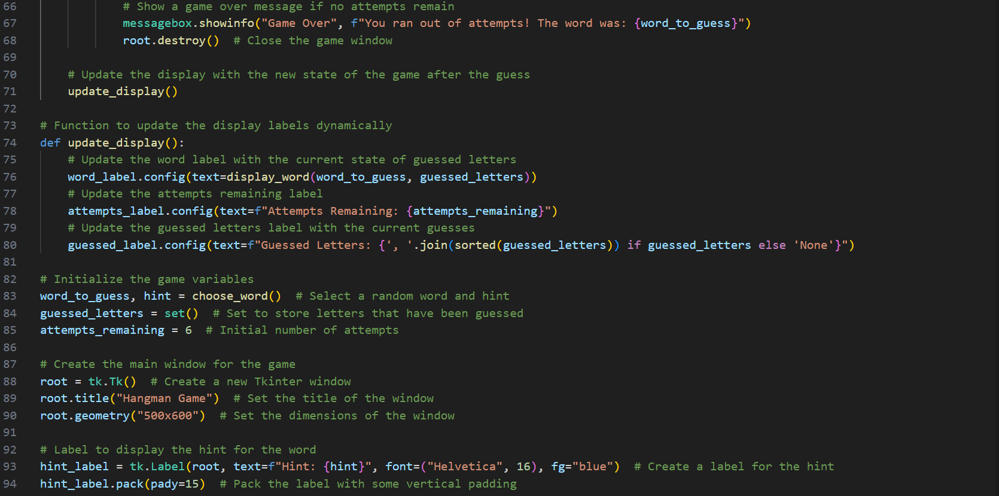 66 # Show a game over message if no attempts remain
67 messagebox.showinfo("Game Over", f"You ran out of attempts! The word was: {word_to_guess}")
68 root.destroy()  # Close the game window
69
70 # Update the display with the new state of the game after the guess
71 update_display()
72
73 # Function to update the display labels dynamically
74 def update_display():
75 # Update the word label with the current state of guessed letters
76 word_label.config(text=display_word(word_to_guess, guessed_letters))
77 # Update the attempts remaining label
78 attempts_label.config(text=f"Attempts Remaining: {attempts_remaining}")
79 # Update the guessed letters label with the current guesses
80 guessed_label.config(text=f"Guessed Letters: {', '.join(sorted(guessed_letters)) if guessed_letters else 'None'}")
81
82 # Initialize the game variables
83 word_to_guess, hint = choose_word()  # Select a random word and hint
84 guessed_letters = set()  # Set to store letters that have been guessed
85 attempts_remaining = 6  # Initial number of attempts
86
87 # Create the main window for the game
88 root = tk.Tk()  # Create a new Tkinter window
89 root.title("Hangman Game")  # Set the title of the window
90 root.geometry("500x600")  # Set the dimensions of the window
91
92 # Label to display the hint for the word
93 hint_label = tk.Label(root, text=f"Hint: {hint}", font=("Helvetica", 16), fg="blue")  # Create a label for the hint
94 hint_label.pack(pady=15)  # Pack the label with some vertical padding